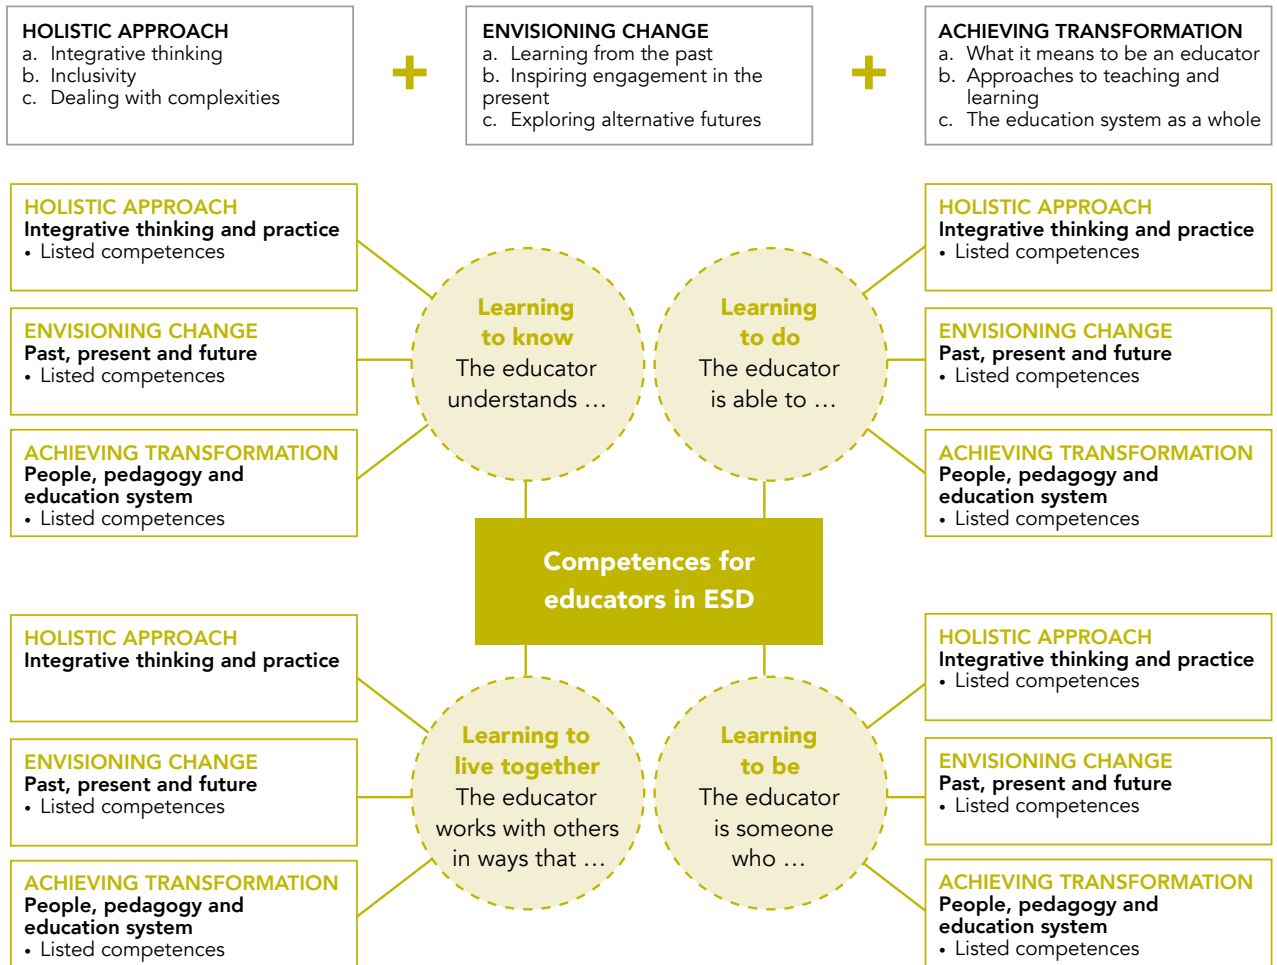 HOLISTIC APPROACH
a. Integrative thinking
b. Inclusivity
c. Dealing with complexities
+
ENVISIONING CHANGE
a. Learning from the past
b. Inspiring engagement in the
present
c. Exploring alternative futures
+
ACHIEVING TRANSFORMATION
a. What it means to be an educator
b. Approaches to teaching and
learning
c. The education system as a whole
HOLISTIC APPROACH
Integrative thinking and practice
• Listed competences
ENVISIONING CHANGE
Past, present and future
• Listed competences
ACHIEVING TRANSFORMATION
People, pedagogy and
education system
• Listed competences
Learning
to know
The educator
understands …
Learning
to do
The educator
is able to …
HOLISTIC APPROACH
Integrative thinking and practice
• Listed competences
ENVISIONING CHANGE
Past, present and future
• Listed competences
ACHIEVING TRANSFORMATION
People, pedagogy and
education system
• Listed competences
Competences for
educators in ESD
HOLISTIC APPROACH
Integrative thinking and practice
ENVISIONING CHANGE
Past, present and future
• Listed competences
ACHIEVING TRANSFORMATION
People, pedagogy and
education system
• Listed competences
Learning to
live together
The educator
works with others
in ways that …
Learning
to be
The educator
is someone
who …
HOLISTIC APPROACH
Integrative thinking and practice
• Listed competences
ENVISIONING CHANGE
Past, present and future
• Listed competences
ACHIEVING TRANSFORMATION
People, pedagogy and
education system
• Listed competences